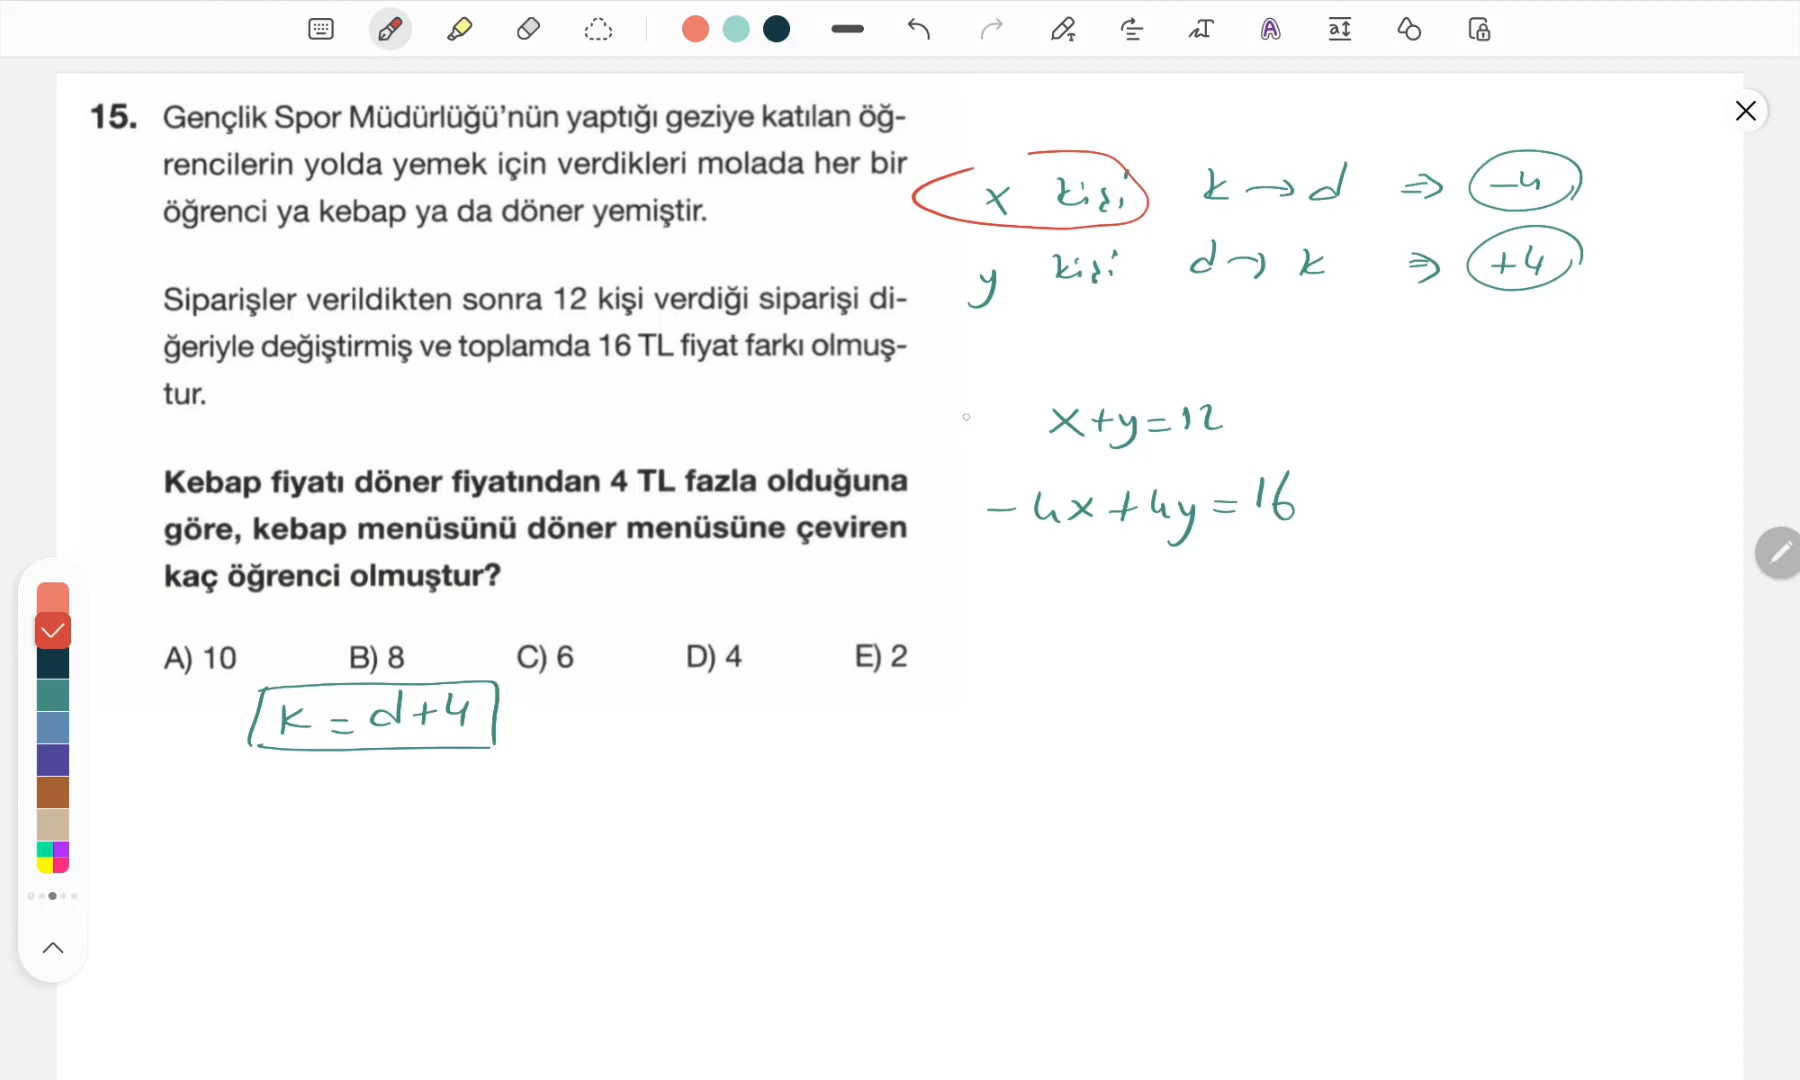 15. Gençlik Spor Müdürlüğü'nün yaptığı geziye katılan öğ-
rencilerin yolda yemek için verdikleri molada her bir
öğrenci ya kebap ya da döner yemiştir.
Siparişler verildikten sonra 12 kişi verdiği siparişi di-
ğeriyle değiştirmiş ve toplamda 16 TL fiyat farkı olmuş-
tur.
Kebap fiyatı döner fiyatından 4 TL fazla olduğuna
göre, kebap menüsünü döner menüsüne çeviren
kaç öğrenci olmuştur?
A) 10 B) 8 C) 6 D) 4 E) 2
k = d+4
x kişi k → d ⇒ -4
y kişi d → k ⇒ +4
x+y=12
-4x+4y=16